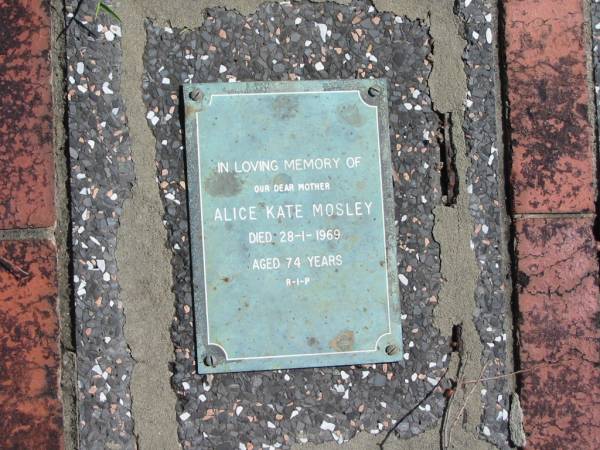 IN LOVING MEMORY OF
OUR DEAR MOTHER
ALICE KATE MOSLEY
DIED 28-1-1969
AGED 74 YEARS
R-I-P